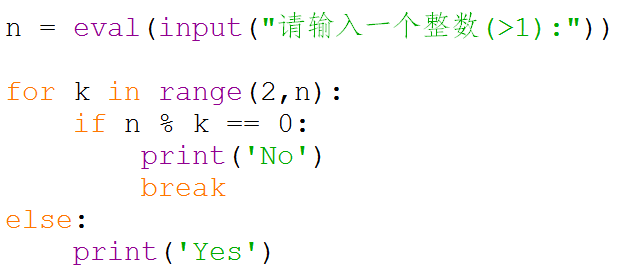 n = eval(input("请输入一个整数(>1):"))
for k in range(2,n):
    if n % k == 0:
        print('No')
        break
else:
    print('Yes')